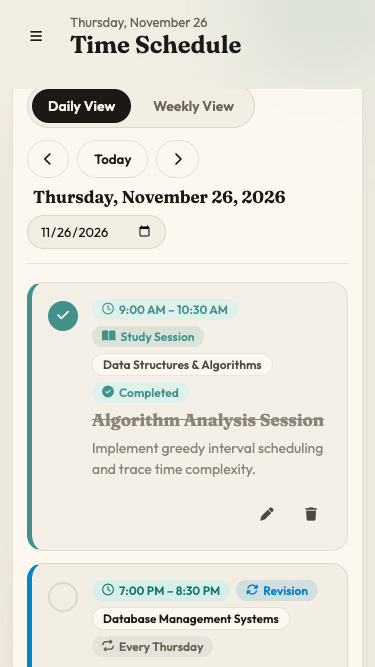 Thursday, November 26
Time Schedule
Daily View Weekly View
Today
Thursday, November 26, 2026
11/26/2026
9:00 AM – 10:30 AM
Study Session
Data Structures & Algorithms
Completed
Algorithm Analysis Session
Implement greedy interval scheduling
and trace time complexity.
7:00 PM – 8:30 PM Revision
Database Management Systems
Every Thursday